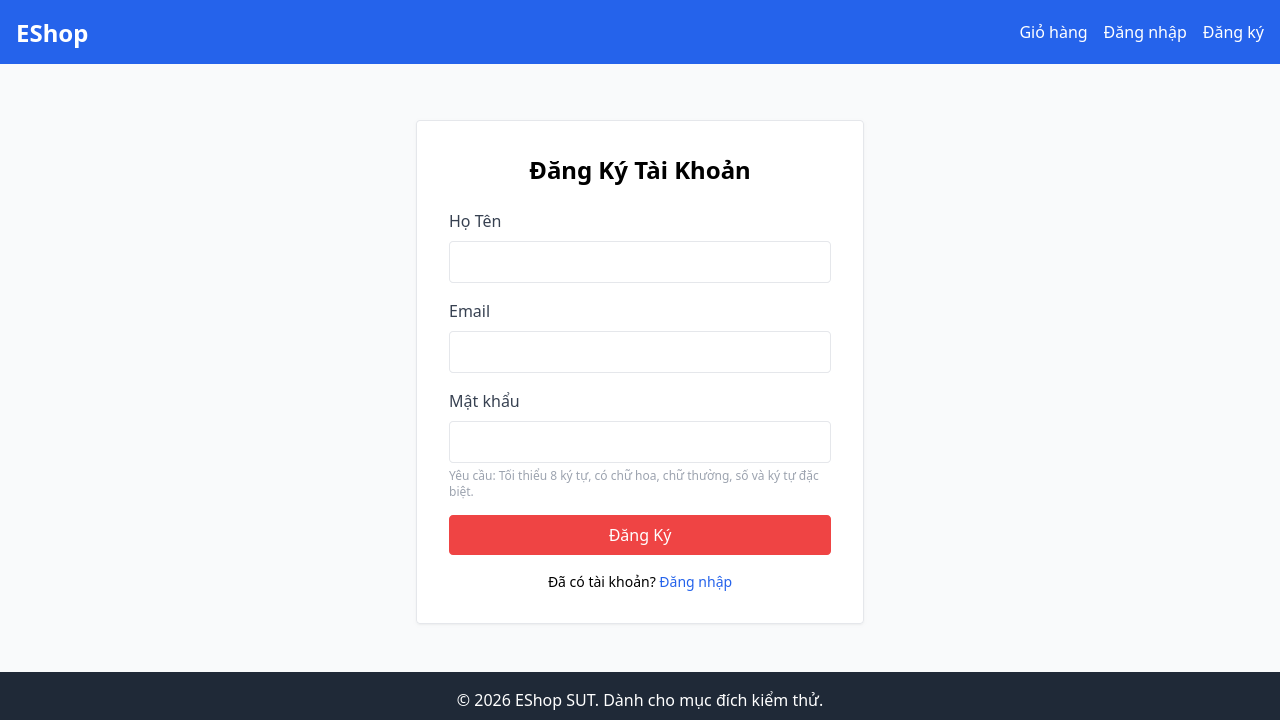 EShop
Giỏ hàng
Đăng nhập
Đăng ký
Đăng Ký Tài Khoản
Họ Tên
Email
Mật khẩu
Yêu cầu: Tối thiểu 8 ký tự, có chữ hoa, chữ thường, số và ký tự đặc
biệt.
Đăng Ký
Đã có tài khoản? Đăng nhập
© 2026 EShop SUT. Dành cho mục đích kiểm thử.